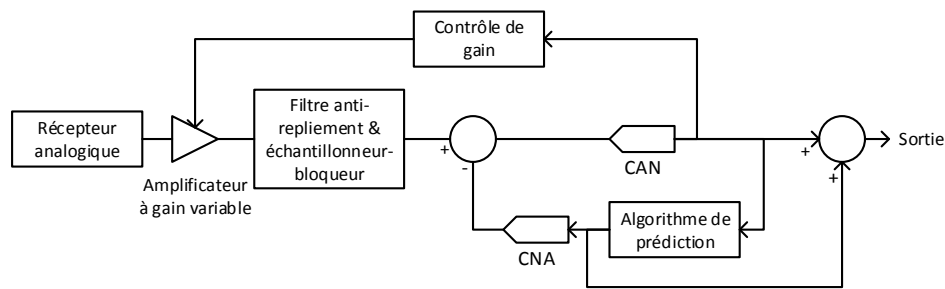 Contrôle de
gain
Récepteur
analogique
Amplificateur
à gain variable
Filtre anti-
repliement &
échantillonneur-
bloqueur
+
-
CAN
CNA
Algorithme de
prédiction
+
+
Sortie